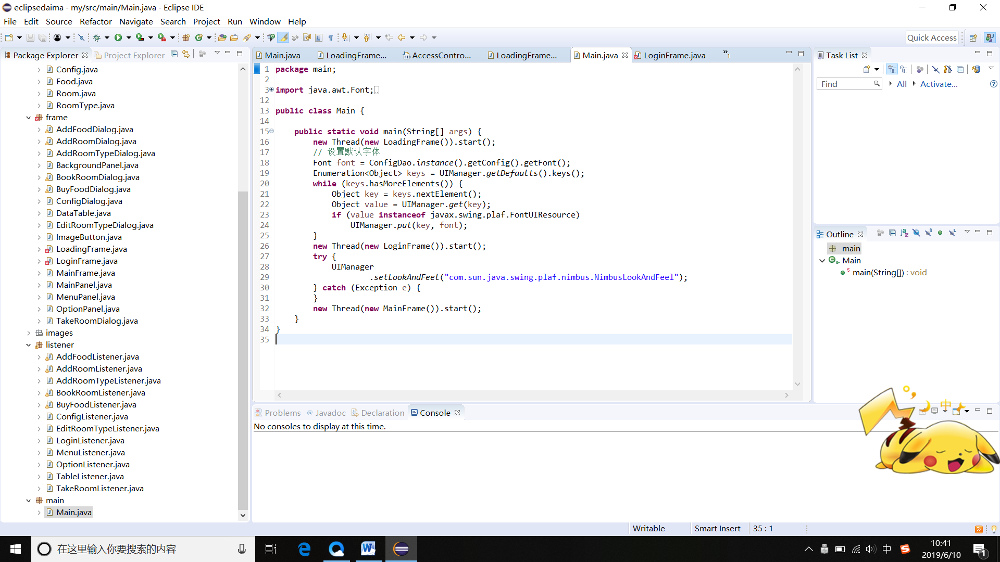 eclipsedaima - my/src/main/Main.java - Eclipse IDE
File Edit Source Refactor Navigate Search Project Run Window Help
Quick Access
Package Explorer
Project Explorer
Config.java
Food.java
Room.java
RoomType.java
frame
AddFoodDialog.java
AddRoomDialog.java
AddRoomTypeDialog.java
BackgroundPanel.java
BookRoomDialog.java
BuyFoodDialog.java
ConfigDialog.java
DataTable.java
EditRoomTypeDialog.java
ImageButton.java
LoadingFrame.java
LoginFrame.java
MainFrame.java
MainPanel.java
MenuPanel.java
OptionPanel.java
TakeRoomDialog.java
images
listener
AddFoodListener.java
AddRoomListener.java
AddRoomTypeListener.java
BookRoomListener.java
BuyFoodListener.java
ConfigListener.java
EditRoomTypeListener.java
LoginListener.java
MenuListener.java
OptionListener.java
TableListener.java
TakeRoomListener.java
main
Main.java
Main.java LoadingFrame... AccessContro... LoadingFrame... Main.java LoginFrame.java »1
1 package main;
2
3 import java.awt.Font;
12
13 public class Main {
14
15 public static void main(String[] args) {
16 new Thread(new LoadingFrame()).start();
17 // 设置默认字体
18 Font font = ConfigDao.instance().getConfig().getFont();
19 Enumeration<Object> keys = UIManager.getDefaults().keys();
20 while (keys.hasMoreElements()) {
21 Object key = keys.nextElement();
22 Object value = UIManager.get(key);
23 if (value instanceof javax.swing.plaf.FontUIResource)
24 UIManager.put(key, font);
25 }
26 new Thread(new LoginFrame()).start();
27 try {
28 UIManager
29 .setLookAndFeel("com.sun.java.swing.plaf.nimbus.NimbusLookAndFeel");
30 } catch (Exception e) {
31 }
32 new Thread(new MainFrame()).start();
33 }
34 }
35
Problems Javadoc Declaration Console
No consoles to display at this time.
Task List
Find
All
Activate...
Outline
main
Main
main(String[]) : void
中
Writable Smart Insert 35 : 1
在这里输入你要搜索的内容
中
10:41
2019/6/10
1